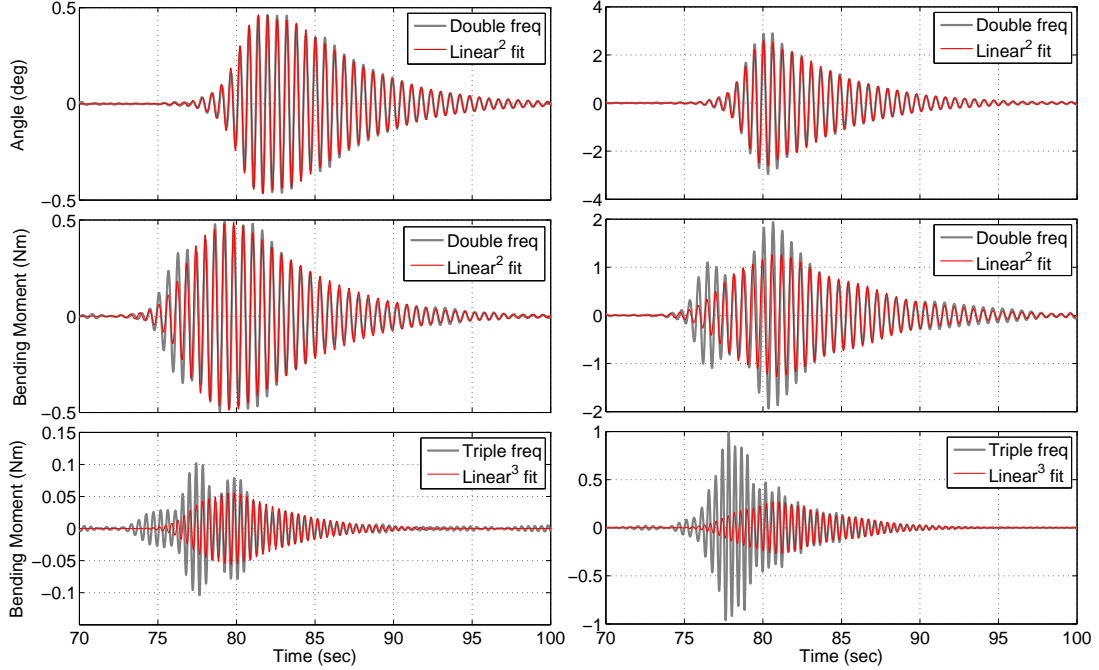 0.5
0
−0.5
Angle (deg)
Double freq
Linear² fit
4
2
0
−2
−4
Double freq
Linear² fit
0.5
0
−0.5
Bending Moment (Nm)
Double freq
Linear² fit
2
1
0
−1
−2
Double freq
Linear² fit
0.15
0.1
0.05
0
−0.05
−0.1
Bending Moment (Nm)
Triple freq
Linear³ fit
70 75 80 85 90 95 100
Time (sec)
1
0.5
0
−0.5
−1
Triple freq
Linear³ fit
70 75 80 85 90 95 100
Time (sec)